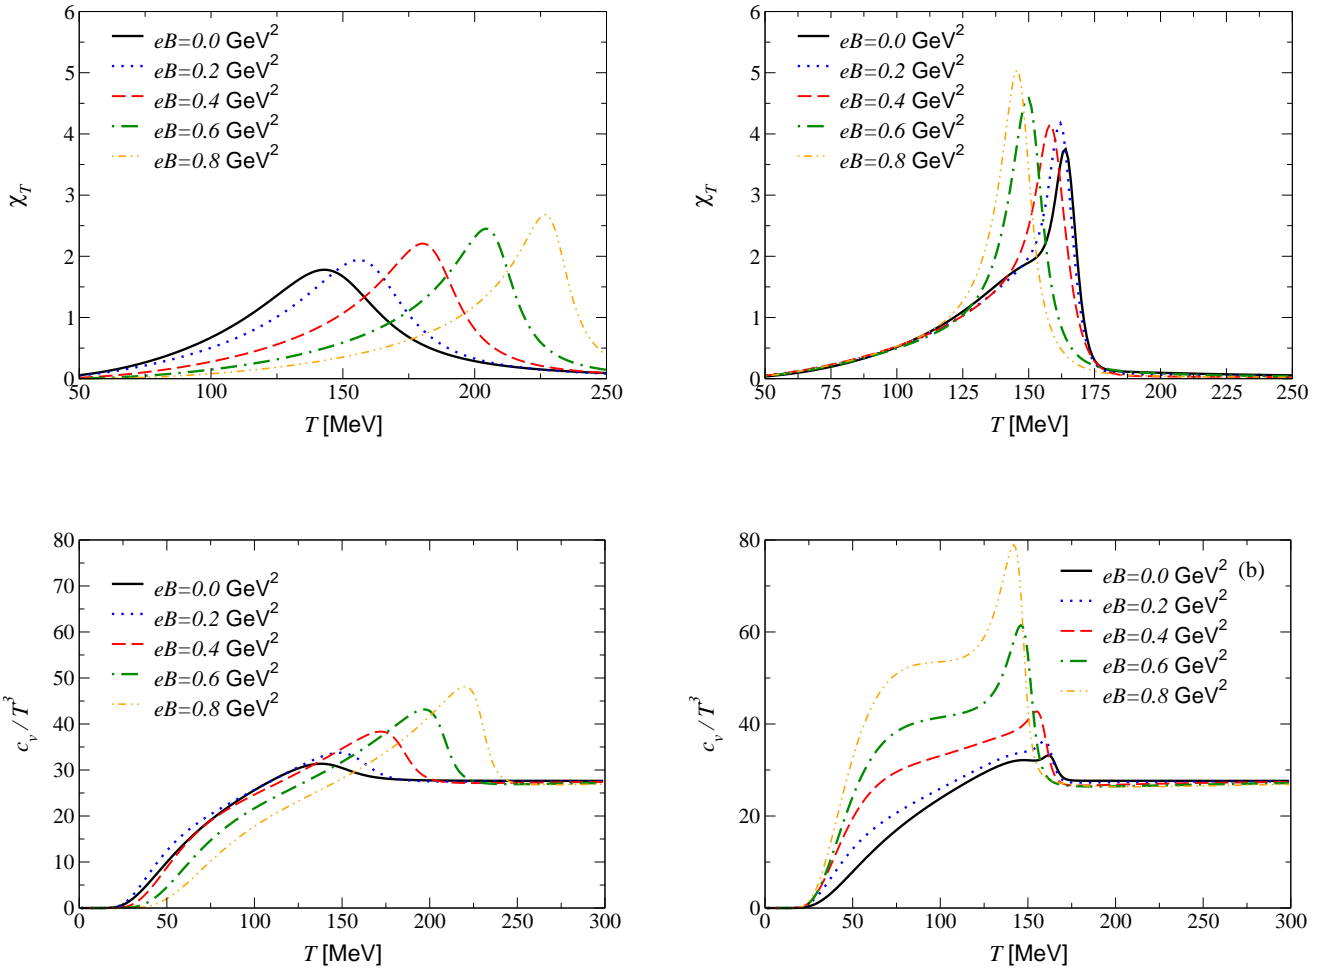 6
5
4
3
2
1
0
χ_T
eB=0.0 GeV²
eB=0.2 GeV²
eB=0.4 GeV²
eB=0.6 GeV²
eB=0.8 GeV²
50 100 150 200 250
T [MeV]
6
5
4
3
2
1
0
χ_T
eB=0.0 GeV²
eB=0.2 GeV²
eB=0.4 GeV²
eB=0.6 GeV²
eB=0.8 GeV²
50 75 100 125 150 175 200 225 250
T [MeV]
80
70
60
50
40
30
20
10
0
c_v / T³
eB=0.0 GeV²
eB=0.2 GeV²
eB=0.4 GeV²
eB=0.6 GeV²
eB=0.8 GeV²
0 50 100 150 200 250 300
T [MeV]
80
60
40
20
0
c_v / T³
eB=0.0 GeV² (b)
eB=0.2 GeV²
eB=0.4 GeV²
eB=0.6 GeV²
eB=0.8 GeV²
0 50 100 150 200 250 300
T [MeV]